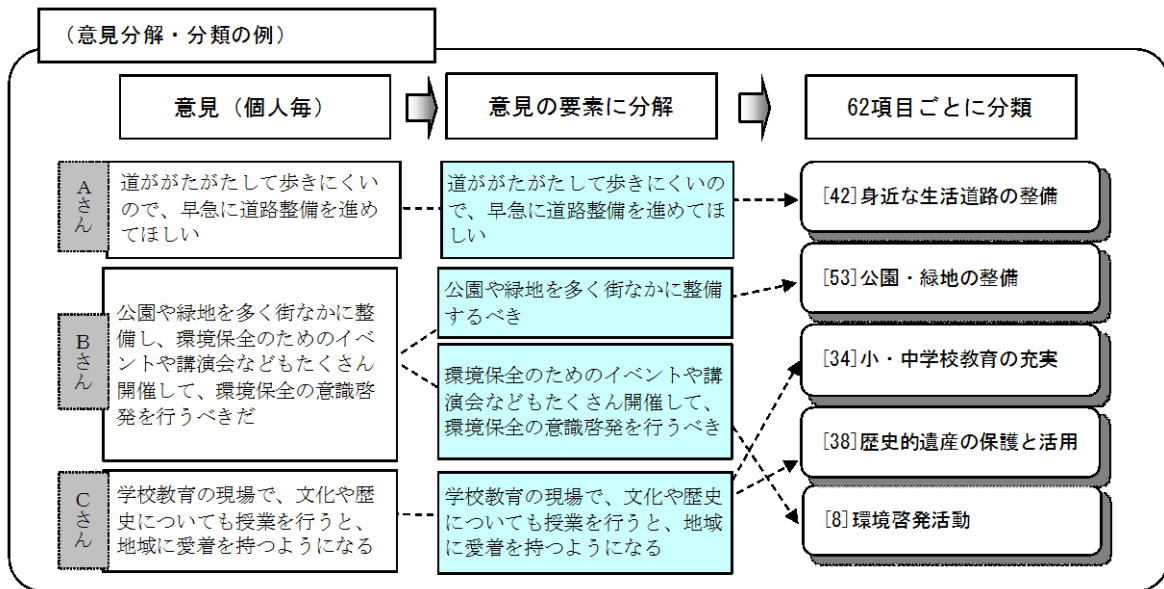 (意見分解・分類の例)
意見（個人毎）
意見の要素に分解
62項目ごとに分類
Aさん
道ががたがたして歩きにくい
ので、早急に道路整備を進め
てほしい
道ががたがたして歩きにくいの
で、早急に道路整備を進めてほ
しい
[42]身近な生活道路の整備
Bさん
公園や緑地を多く街なかに整
備し、環境保全のためのイベ
ントや講演会などもたくさん
開催して、環境保全の意識啓
発を行うべきだ
公園や緑地を多く街なかに整備
するべき
環境保全のためのイベントや講
演会などもたくさん開催して、
環境保全の意識啓発を行うべき
[53]公園・緑地の整備
[34]小・中学校教育の充実
Cさん
学校教育の現場で、文化や歴
史についても授業を行うと、
地域に愛着を持つようになる
学校教育の現場で、文化や歴史
についても授業を行うと、地域
に愛着を持つようになる
[38]歴史的遺産の保護と活用
[8]環境啓発活動